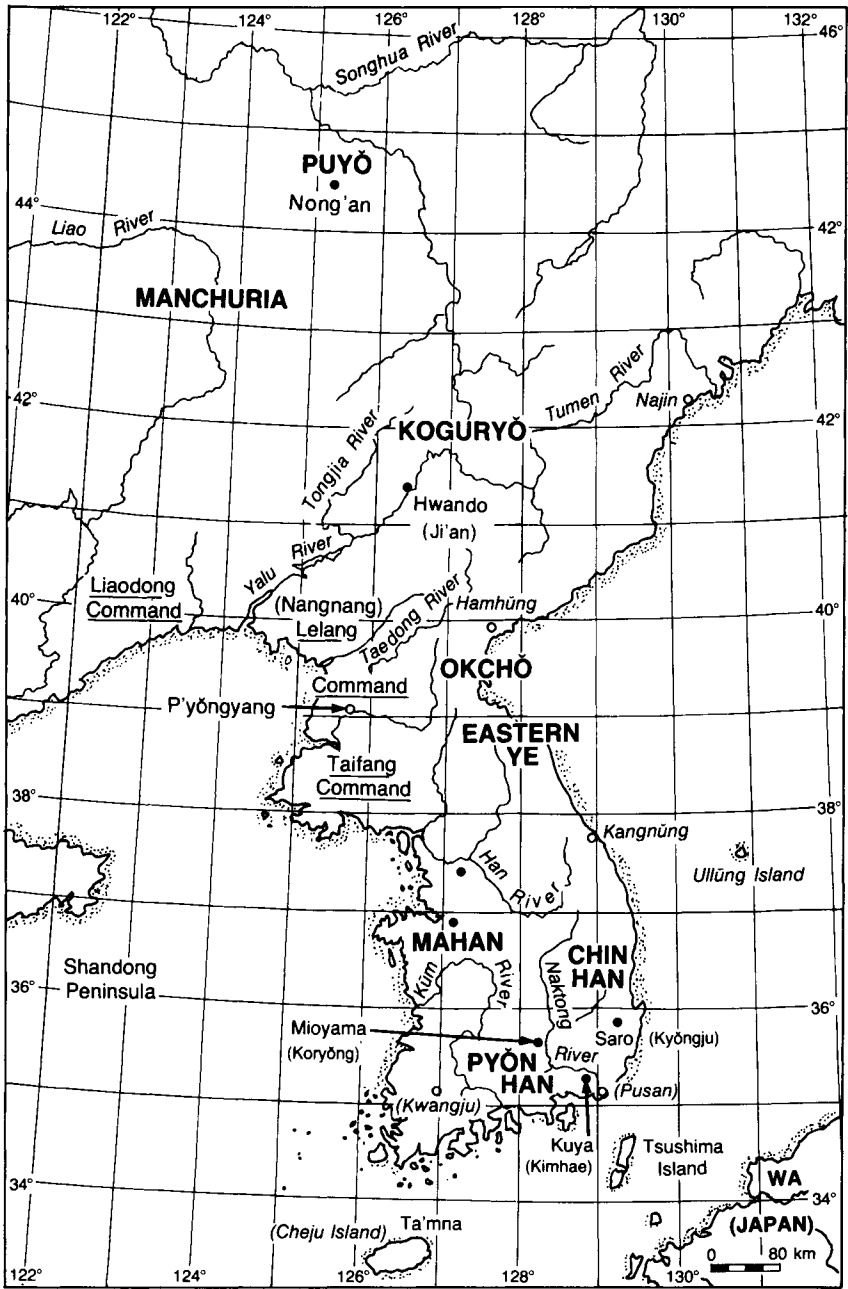 122°
124°
126°
128°
130°
132°
46°
Songhua River
PUYŎ
Nong'an
44°
42°
Liao River
MANCHURIA
42°
Tumen River
Najin
42°
KOGURYŎ
Tongjia River
Hwando
(Ji'an)
Yalu River
Liaodong
Command
40°
(Nangnang)
Lelang
Taedong River
Hamhŭng
40°
Command
OKCHŎ
P'yŏngyang
EASTERN
YE
Taifang
Command
38°
38°
Kangnŭng
Han River
Ullŭng Island
MAHAN
CHIN
HAN
Shandong
Peninsula
Kŭm River
Naktong River
36°
36°
Mioyama
(Koryŏng)
Saro (Kyŏngju)
PYŎN
HAN
(Kwangju)
(Pusan)
Kuya
(Kimhae)
Tsushima
Island
WA
34°
34°
(JAPAN)
(Cheju Island)
Ta'mna
0 80 km
122°
124°
126°
128°
130°